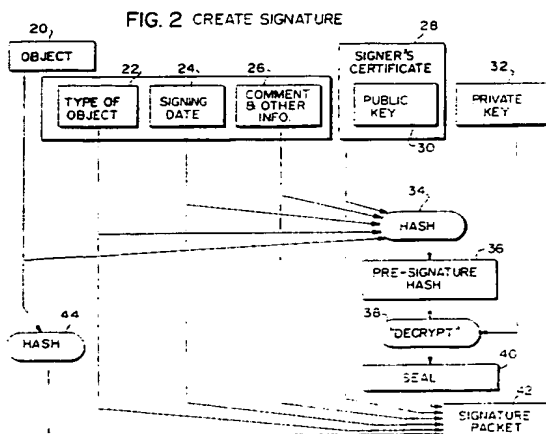 FIG. 2 CREATE SIGNATURE
20
OBJECT
22
TYPE OF
OBJECT
24
SIGNING
DATE
26
COMMENT
& OTHER
INFO.
28
SIGNER'S
CERTIFICATE
PUBLIC
KEY
30
32
PRIVATE
KEY
34
HASH
36
PRE-SIGNATURE
HASH
38
"DECRYPT"
40
SEAL
42
SIGNATURE
PACKET
44
HASH